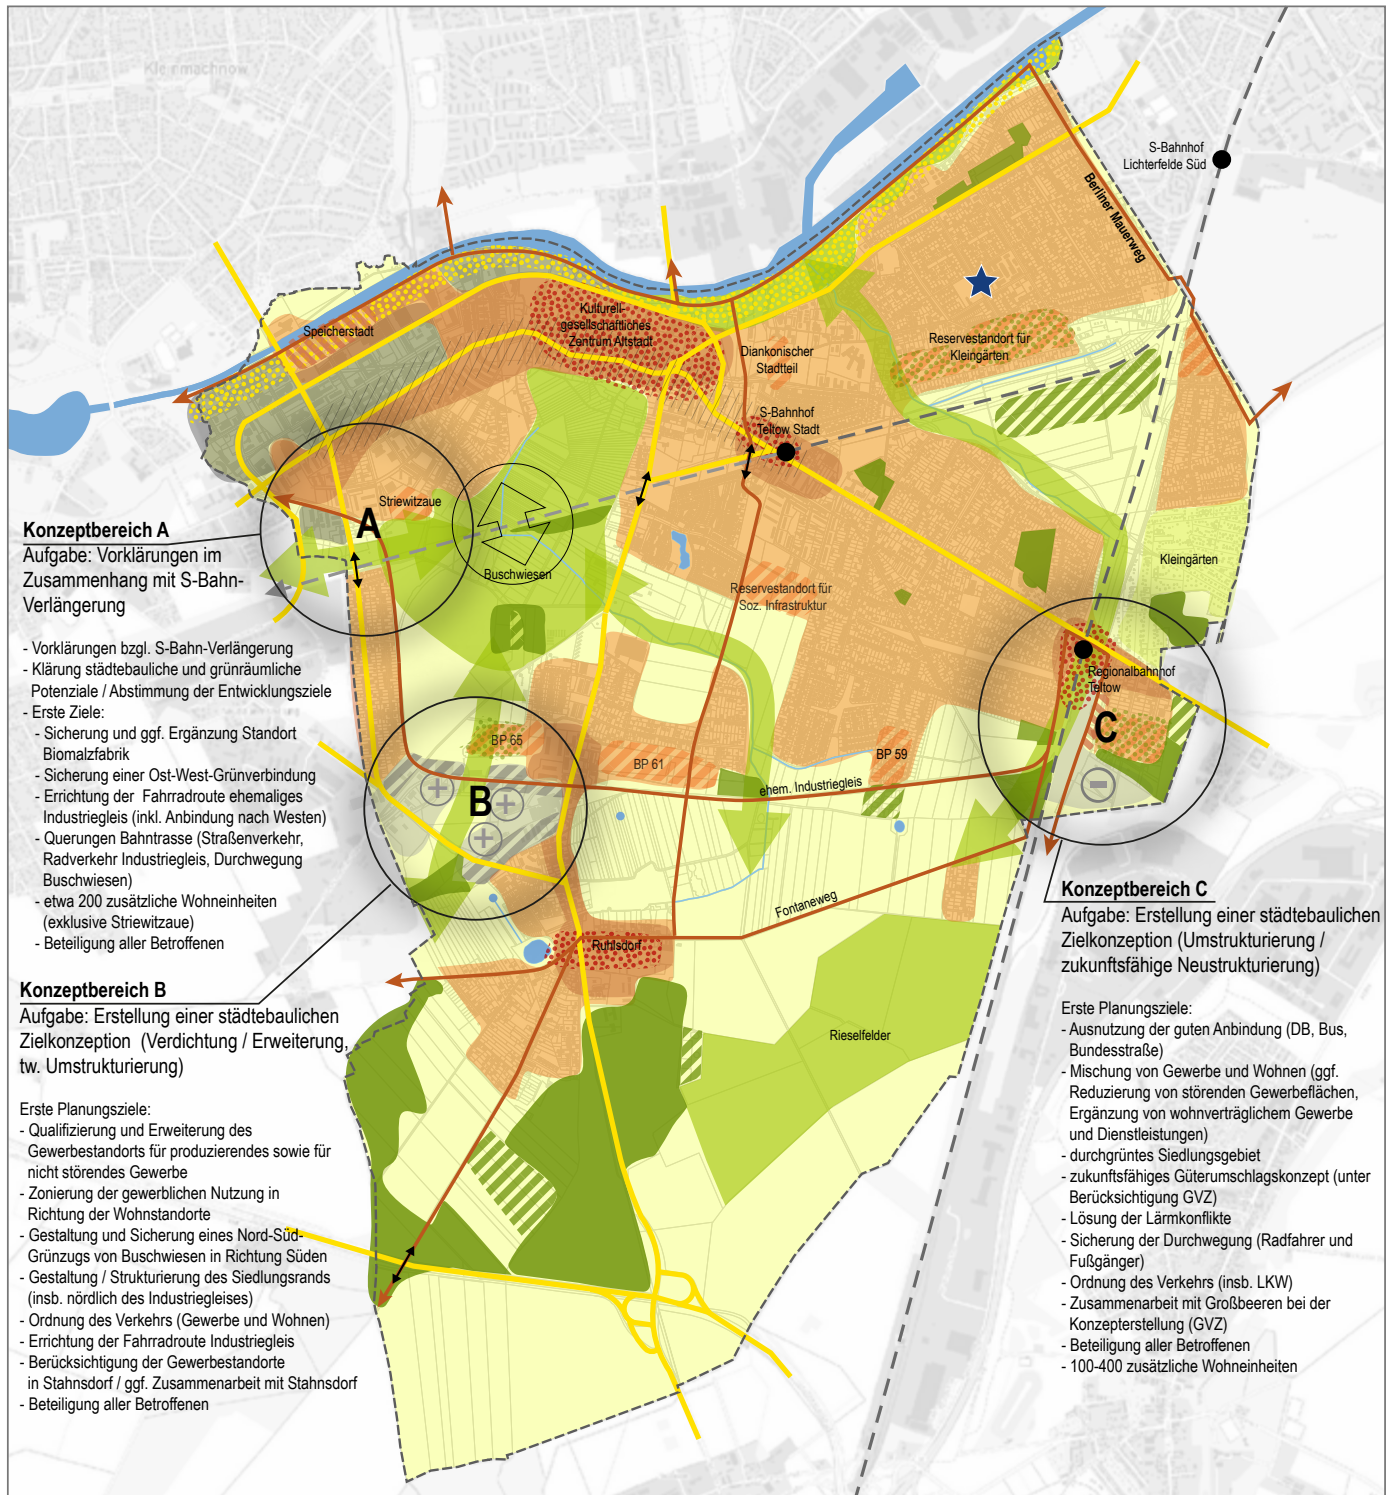 Kleinmachnow
S-Bahnhof
Lichterfelde Süd
Berliner Mauerweg
Speicherstadt
Kulturell-
gesellschaftliches
Zentrum Altstadt
Diankonischer
Stadtteil
Reservestandort für
Kleingärten
S-Bahnhof
Teltow Stadt
Striewitzaue
A
Buschwiesen
Kleingärten
Reservestandort für
Soz. Infrastruktur
Regionalbahnhof
Teltow
C
BP 65
BP 61
BP 59
ehem. Industriegleis
B
Fontaneweg
Ruhlsdorf
Rieselfelder
Konzeptbereich A
Aufgabe: Vorklärungen im
Zusammenhang mit S-Bahn-
Verlängerung
- Vorklärungen bzgl. S-Bahn-Verlängerung
- Klärung städtebauliche und grünräumliche
Potenziale / Abstimmung der Entwicklungsziele
- Erste Ziele:
- Sicherung und ggf. Ergänzung Standort
Biomalzfabrik
- Sicherung einer Ost-West-Grünverbindung
- Errichtung der Fahrradroute ehemaliges
Industriegleis (inkl. Anbindung nach Westen)
- Querungen Bahntrasse (Straßenverkehr,
Radverkehr Industriegleis, Durchwegung
Buschwiesen)
- etwa 200 zusätzliche Wohneinheiten
(exklusive Striewitzaue)
- Beteiligung aller Betroffenen
Konzeptbereich B
Aufgabe: Erstellung einer städtebaulichen
Zielkonzeption (Verdichtung / Erweiterung,
tw. Umstrukturierung)
Erste Planungsziele:
- Qualifizierung und Erweiterung des
Gewerbestandorts für produzierendes sowie für
nicht störendes Gewerbe
- Zonierung der gewerblichen Nutzung in
Richtung der Wohnstandorte
- Gestaltung und Sicherung eines Nord-Süd-
Grünzugs von Buschwiesen in Richtung Süden
- Gestaltung / Strukturierung des Siedlungsrands
(insb. nördlich des Industriegleises)
- Ordnung des Verkehrs (Gewerbe und Wohnen)
- Errichtung der Fahrradroute Industriegleis
- Berücksichtigung der Gewerbestandorte
in Stahnsdorf / ggf. Zusammenarbeit mit Stahnsdorf
- Beteiligung aller Betroffenen
Konzeptbereich C
Aufgabe: Erstellung einer städtebaulichen
Zielkonzeption (Umstrukturierung /
zukunftsfähige Neustrukturierung)
Erste Planungsziele:
- Ausnutzung der guten Anbindung (DB, Bus,
Bundesstraße)
- Mischung von Gewerbe und Wohnen (ggf.
Reduzierung von störenden Gewerbeflächen,
Ergänzung von wohnverträglichem Gewerbe
und Dienstleistungen)
- durchgrüntes Siedlungsgebiet
- zukunftsfähiges Güterumschlagskonzept (unter
Berücksichtigung GVZ)
- Lösung der Lärmkonflikte
- Sicherung der Durchwegung (Radfahrer und
Fußgänger)
- Ordnung des Verkehrs (insb. LKW)
- Zusammenarbeit mit Großbeeren bei der
Konzepterstellung (GVZ)
- Beteiligung aller Betroffenen
- 100-400 zusätzliche Wohneinheiten